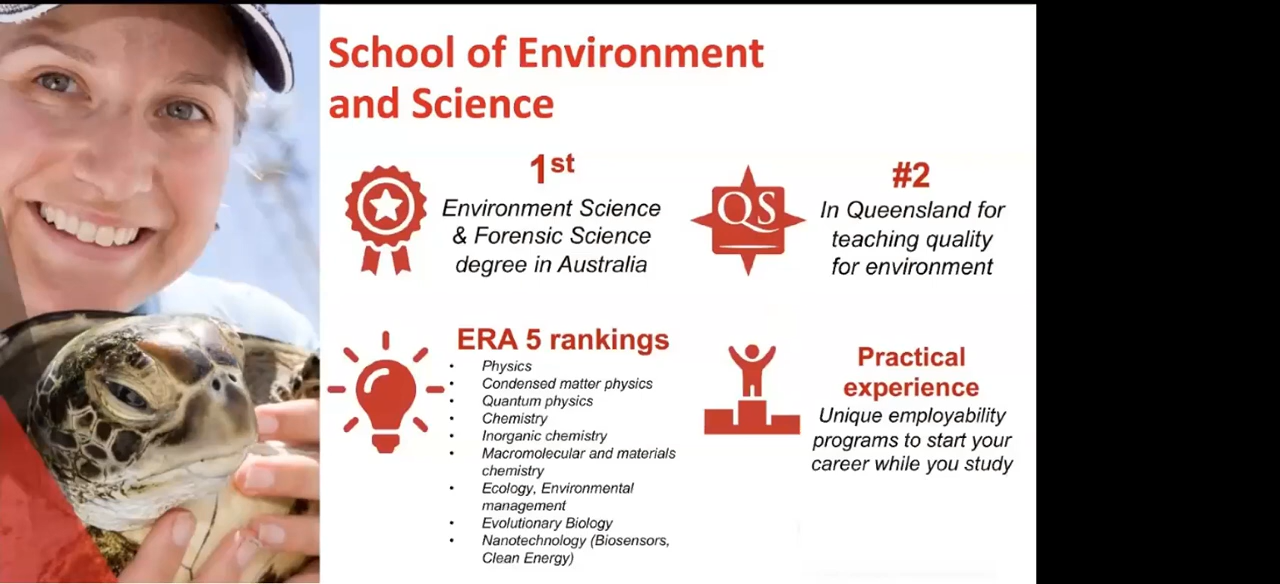 School of Environment
and Science
1st
Environment Science
& Forensic Science
degree in Australia
QS
#2
In Queensland for
teaching quality
for environment
ERA 5 rankings
• Physics
• Condensed matter physics
• Quantum physics
• Chemistry
• Inorganic chemistry
• Macromolecular and materials
chemistry
• Ecology, Environmental
management
• Evolutionary Biology
• Nanotechnology (Biosensors,
Clean Energy)
Practical
experience
Unique employability
programs to start your
career while you study